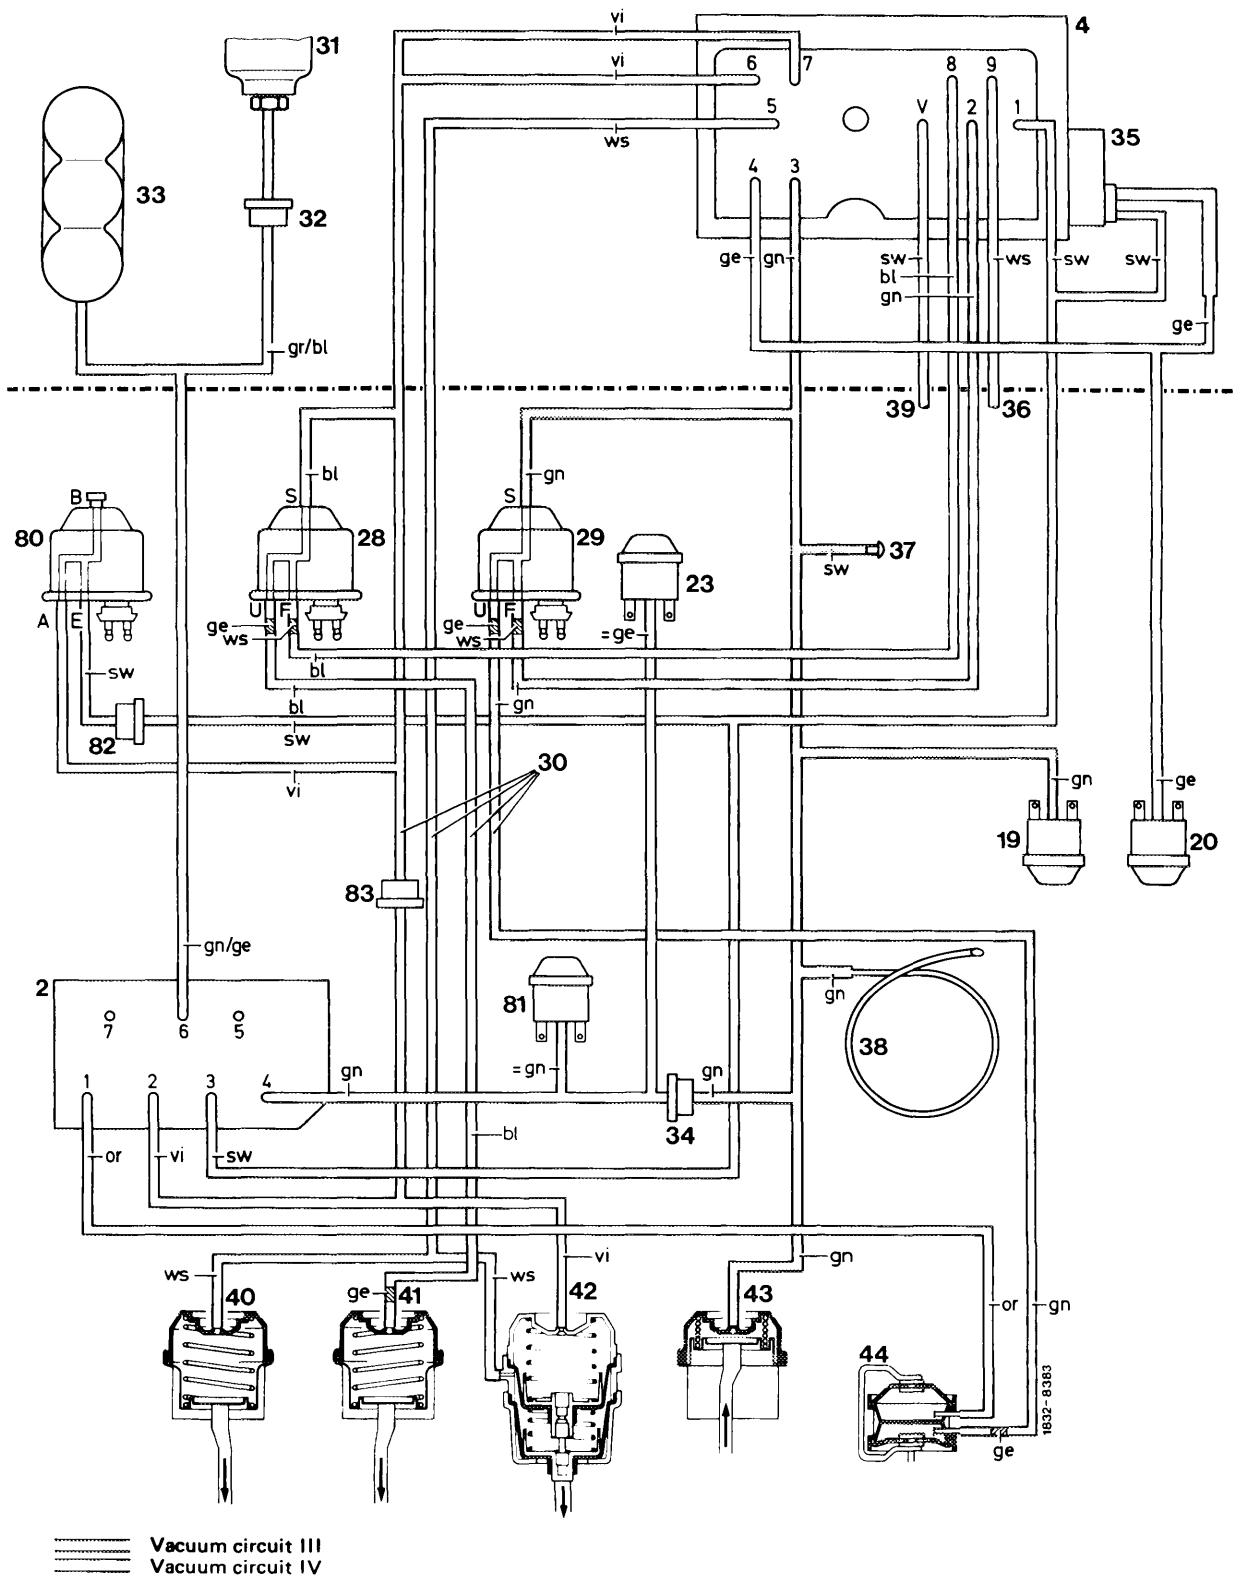 vi
4
31
vi
6
7
8
9
5
V
2
1
ws
35
4
3
33
32
ge
gn
sw
ws
sw
sw
bl
gn
ge
gr/bl
39
36
bl
gn
B
S
S
80
28
29
37
23
sw
A
E
U
F
U
F
ge
ws
ge
ws
=ge
sw
bl
bl
gn
82
sw
30
vi
gn
ge
19
20
83
gn/ge
2
81
gn
7
6
5
38
=gn
1
2
3
4
gn
gn
34
bl
or
vi
sw
vi
gn
ws
ge
ws
40
41
42
43
or
gn
44
1832-8383
ge
Vacuum circuit III
Vacuum circuit IV